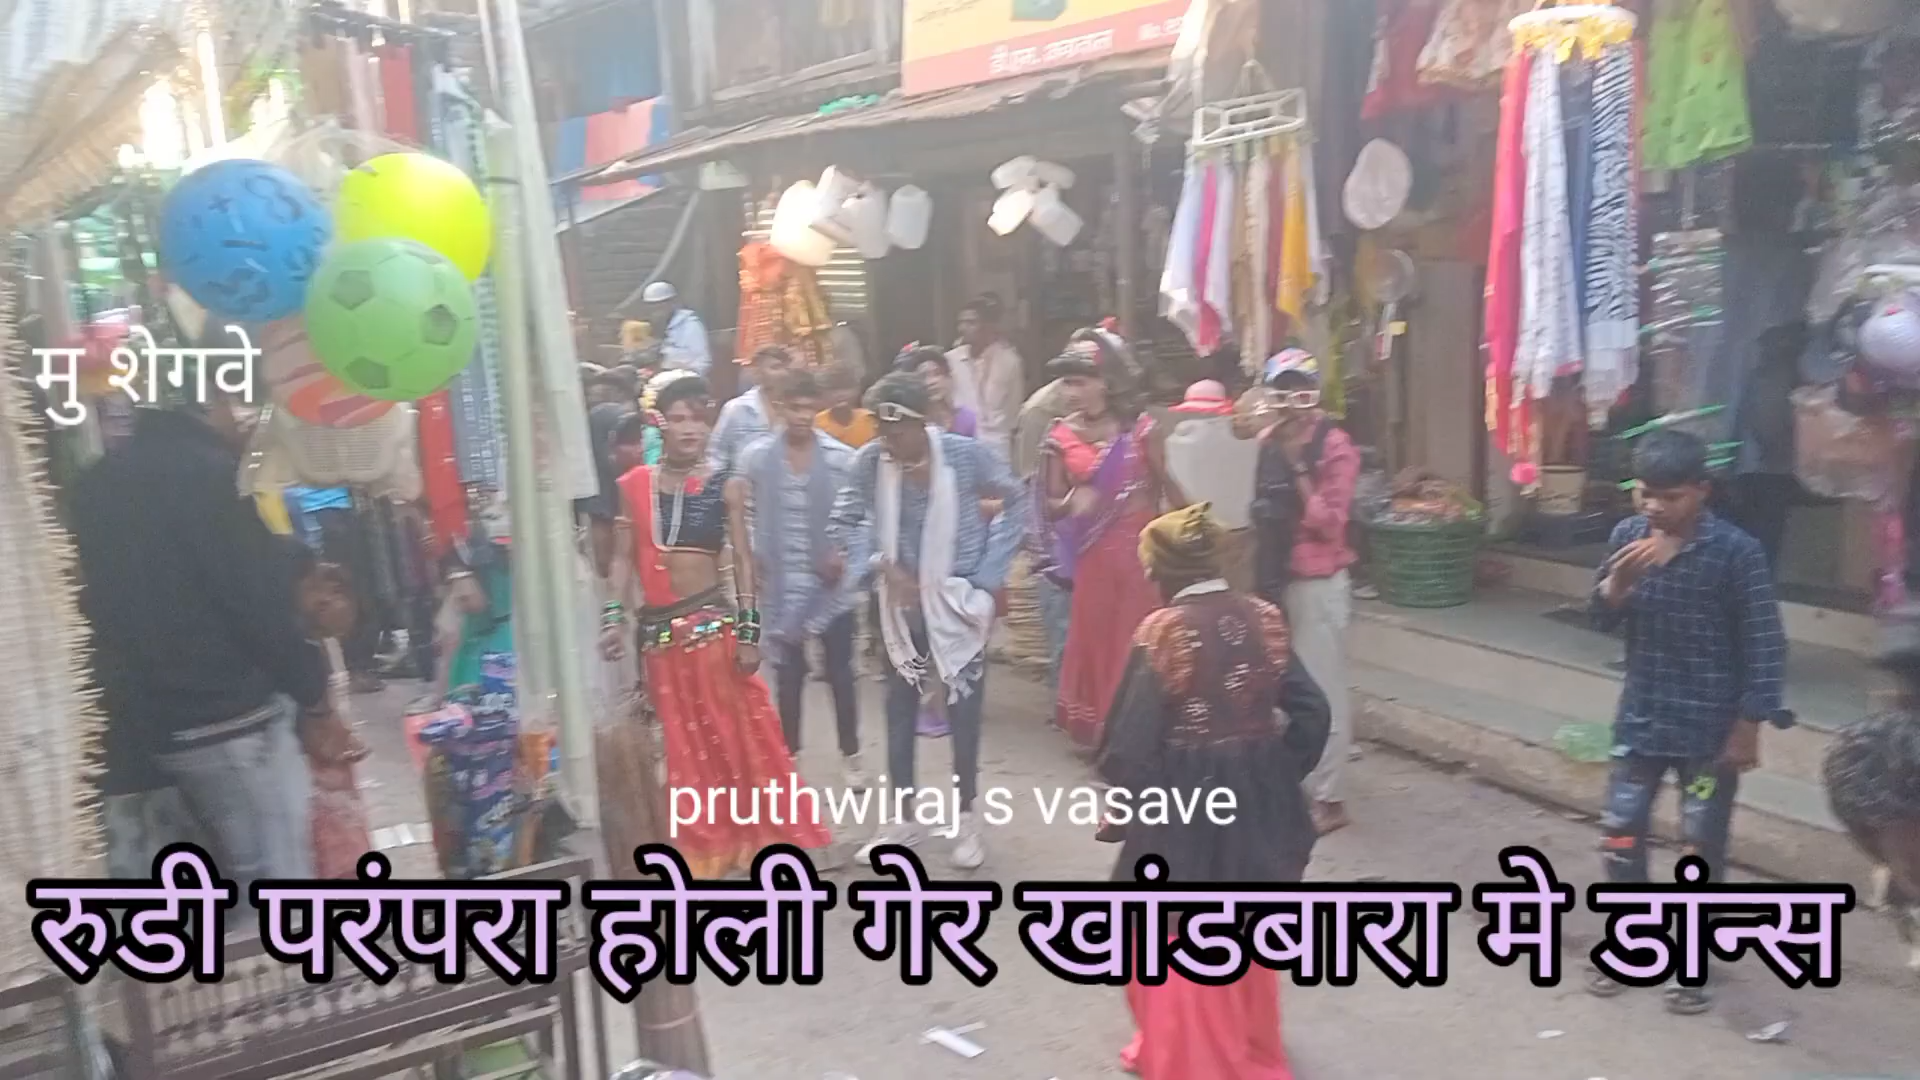 मु शेगवे
pruthwiraj s vasave
रुडी परंपरा होली गेर खांडबारा मे डांन्स